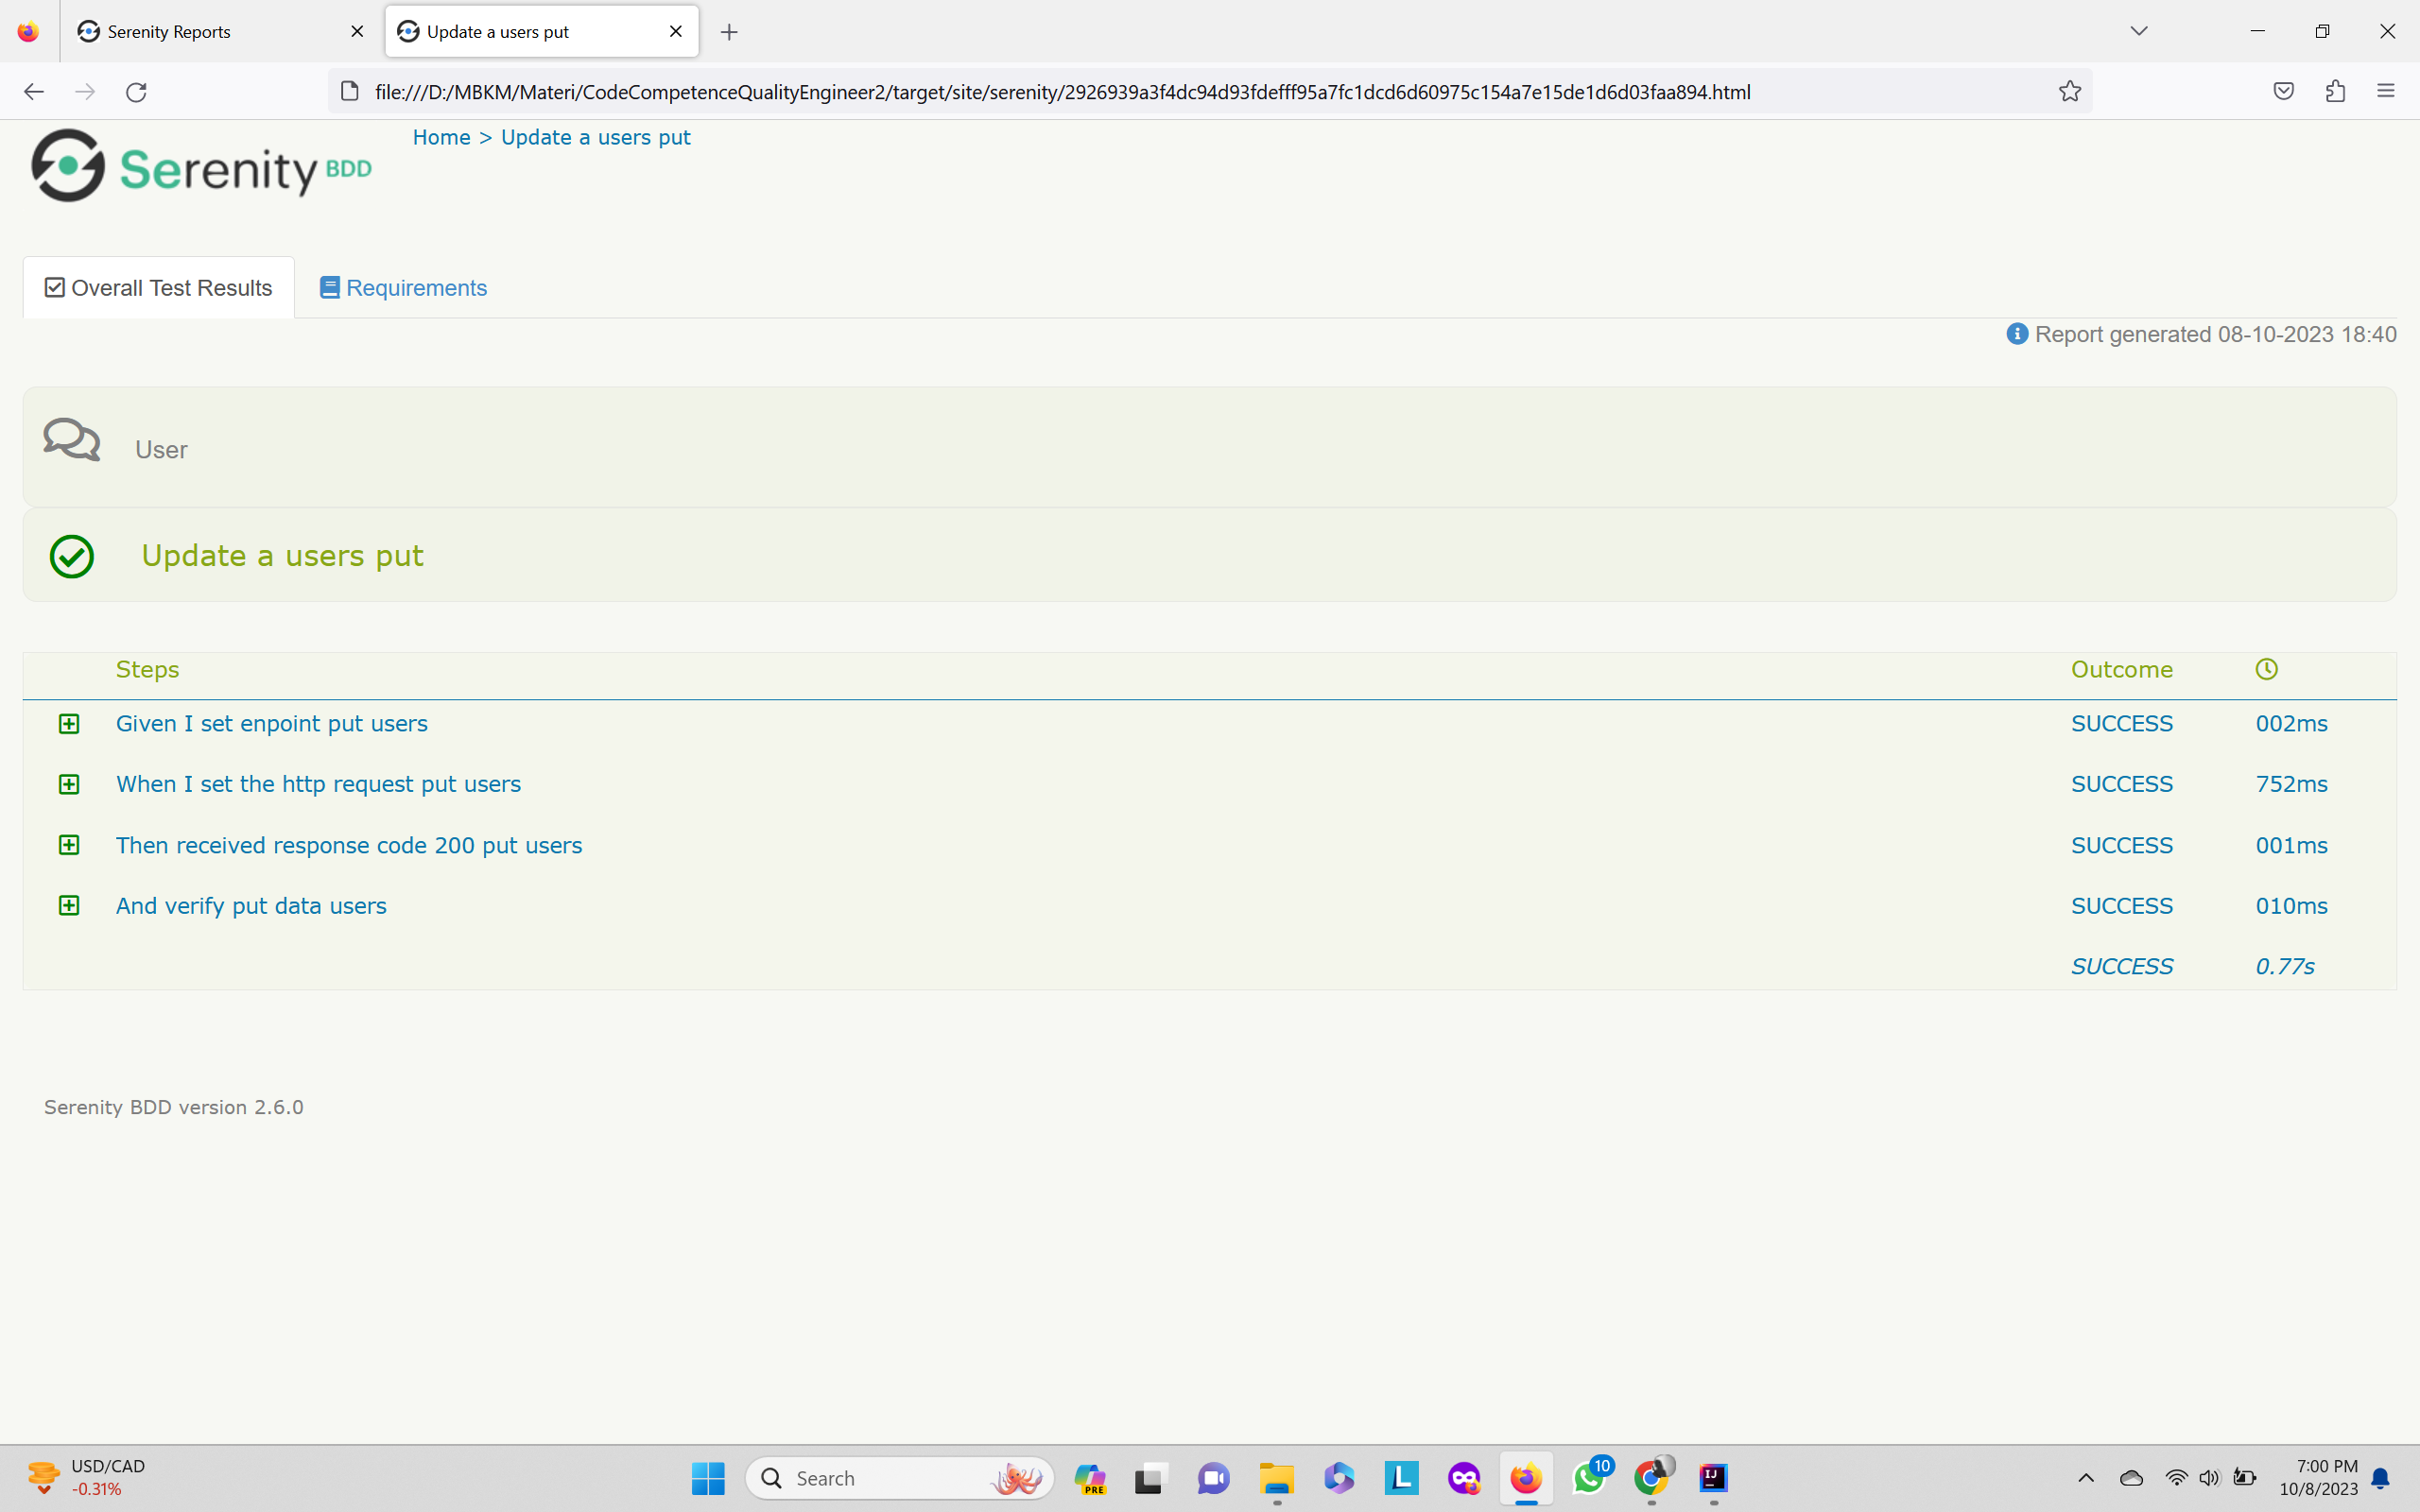 Serenity Reports
Update a users put
file:///D:/MBKM/Materi/CodeCompetenceQualityEngineer2/target/site/serenity/2926939a3f4dc94d93fdefff95a7fc1dcd6d60975c154a7e15de1d6d03faa894.html
Serenity BDD
Home > Update a users put
Overall Test Results
Requirements
Report generated 08-10-2023 18:40
User
Update a users put
Steps Outcome
Given I set enpoint put users SUCCESS 002ms
When I set the http request put users SUCCESS 752ms
Then received response code 200 put users SUCCESS 001ms
And verify put data users SUCCESS 010ms
SUCCESS 0.77s
Serenity BDD version 2.6.0
USD/CAD
-0.31%
Search
PRE
L
10
IJ
7:00 PM
10/8/2023